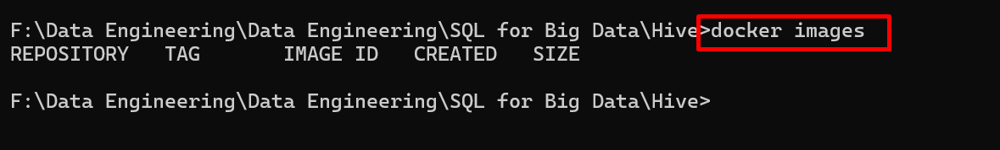 F:\Data Engineering\Data Engineering\SQL for Big Data\Hive>docker images
REPOSITORY   TAG       IMAGE ID   CREATED   SIZE
F:\Data Engineering\Data Engineering\SQL for Big Data\Hive>